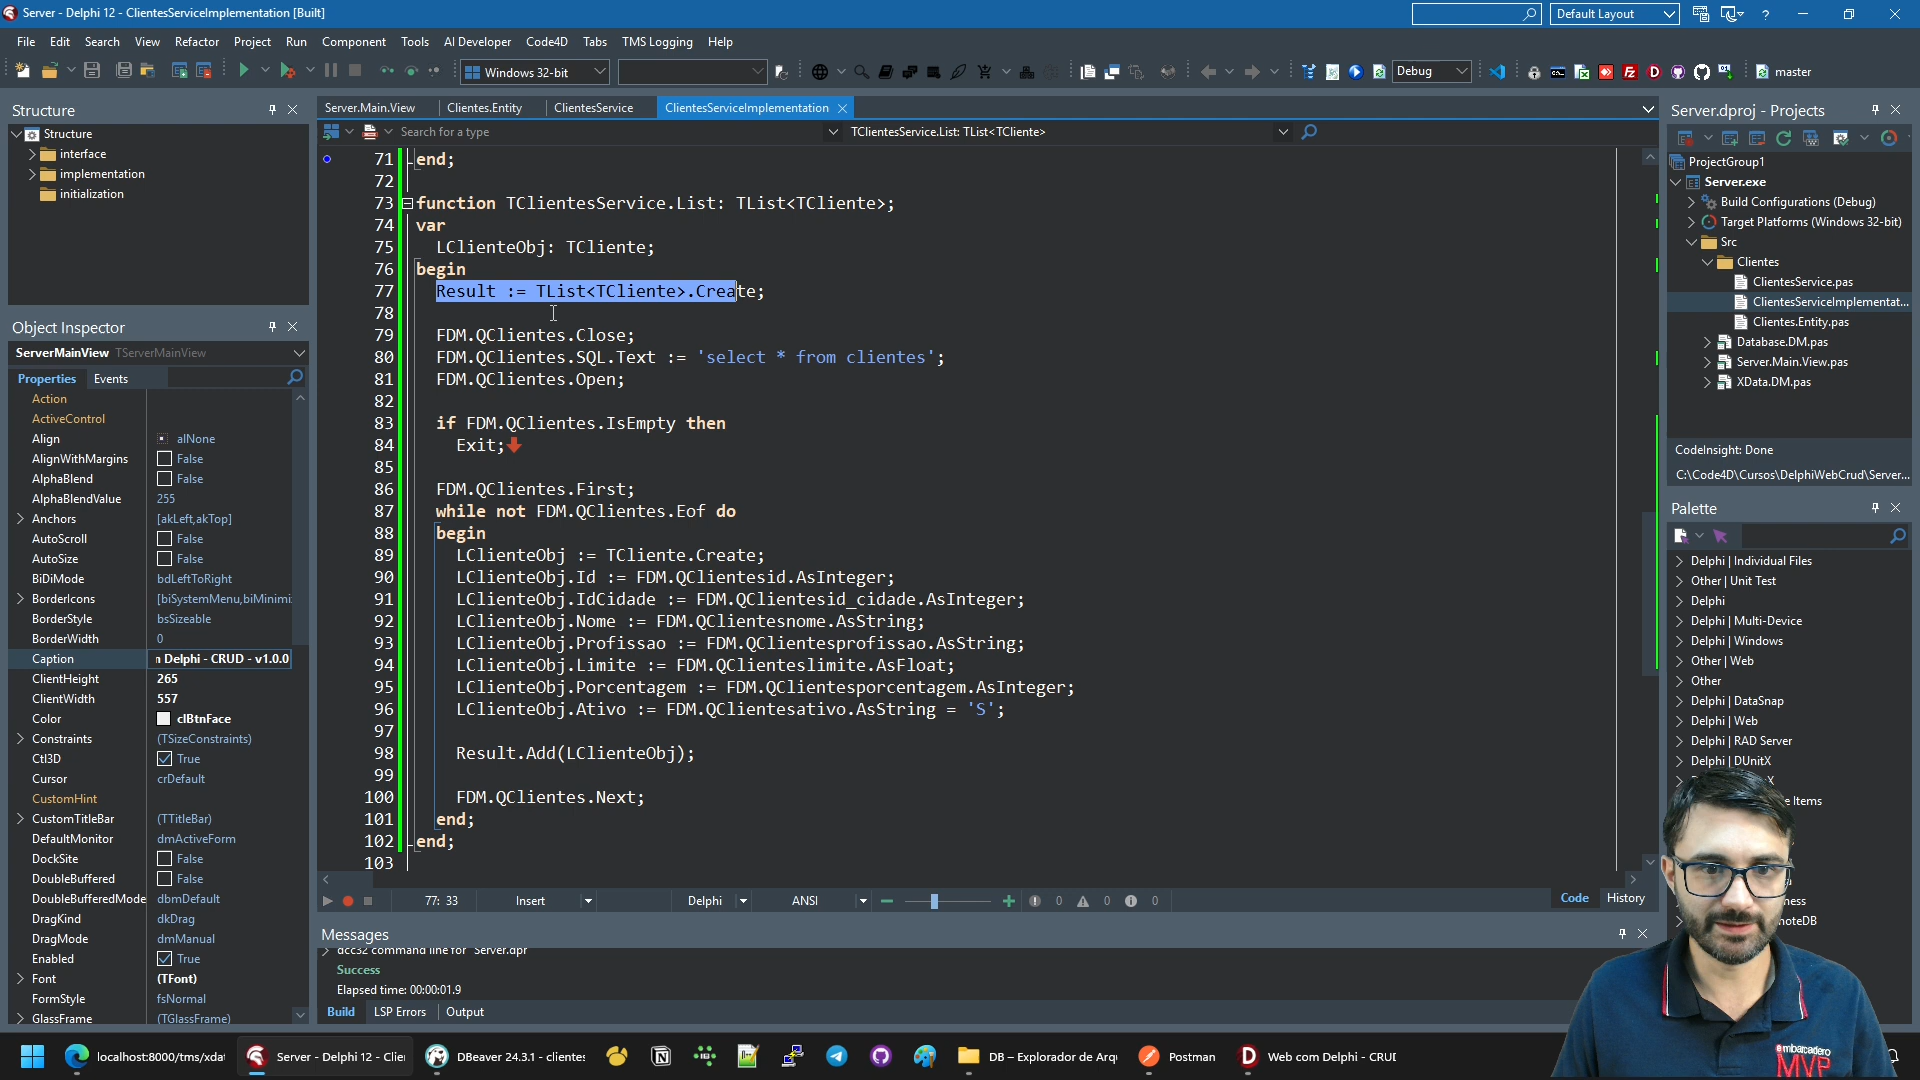 Server - Delphi 12 - ClientesServiceImplementation [Built]
Default Layout
File Edit Search View Refactor Project Run Component Tools AI Developer Code4D Tabs TMS Logging Help
Windows 32-bit
Debug
master
Structure
Structure
interface
implementation
initialization
Object Inspector
ServerMainView TServerMainView
Properties Events
Action
ActiveControl
Align alNone
AlignWithMargins False
AlphaBlend False
AlphaBlendValue 255
Anchors [akLeft,akTop]
AutoScroll False
AutoSize False
BiDiMode bdLeftToRight
BorderIcons [biSystemMenu,biMinimi
BorderStyle bsSizeable
BorderWidth 0
Caption n Delphi - CRUD - v1.0.0
ClientHeight 265
ClientWidth 557
Color clBtnFace
Constraints (TSizeConstraints)
Ctl3D True
Cursor crDefault
CustomHint
CustomTitleBar (TTitleBar)
DefaultMonitor dmActiveForm
DockSite False
DoubleBuffered False
DoubleBufferedMode dbmDefault
DragKind dkDrag
DragMode dmManual
Enabled True
Font (TFont)
FormStyle fsNormal
GlassFrame (TGlassFrame)
Server.Main.View Clientes.Entity ClientesService ClientesServiceImplementation
Search for a type
TClientesService.List: TList<TCliente>
71 end;
72
73 function TClientesService.List: TList<TCliente>;
74 var
75 LClienteObj: TCliente;
76 begin
77 Result := TList<TCliente>.Create;
78
79 FDM.QClientes.Close;
80 FDM.QClientes.SQL.Text := 'select * from clientes';
81 FDM.QClientes.Open;
82
83 if FDM.QClientes.IsEmpty then
84 Exit;
85
86 FDM.QClientes.First;
87 while not FDM.QClientes.Eof do
88 begin
89 LClienteObj := TCliente.Create;
90 LClienteObj.Id := FDM.QClientesid.AsInteger;
91 LClienteObj.IdCidade := FDM.QClientesid_cidade.AsInteger;
92 LClienteObj.Nome := FDM.QClientesnome.AsString;
93 LClienteObj.Profissao := FDM.QClientesprofissao.AsString;
94 LClienteObj.Limite := FDM.QClienteslimite.AsFloat;
95 LClienteObj.Porcentagem := FDM.QClientesporcentagem.AsInteger;
96 LClienteObj.Ativo := FDM.QClientesativo.AsString = 'S';
97
98 Result.Add(LClienteObj);
99
100 FDM.QClientes.Next;
101 end;
102 end;
103
77: 33 Insert Delphi ANSI 0 0 0
Code History
Messages
dcc32 command line for "Server.dpr"
Success
Elapsed time: 00:00:01.9
Build LSP Errors Output
Server.dproj - Projects
ProjectGroup1
Server.exe
Build Configurations (Debug)
Target Platforms (Windows 32-bit)
Src
Clientes
ClientesService.pas
ClientesServiceImplementat...
Clientes.Entity.pas
Database.DM.pas
Server.Main.View.pas
XData.DM.pas
CodeInsight: Done
C:\Code4D\Cursos\DelphiWebCrud\Server...
Palette
Delphi | Individual Files
Other | Unit Test
Delphi
Delphi | Multi-Device
Delphi | Windows
Other | Web
Other
Delphi | DataSnap
Delphi | Web
Delphi | RAD Server
Delphi | DUnitX
e Items
ness
noteDB
embarcadero
MVP
localhost:8000/tms/xdat
Server - Delphi 12 - Clie
DBeaver 24.3.1 - clientes
DB – Explorador de Arqu
Postman
Web com Delphi - CRUD